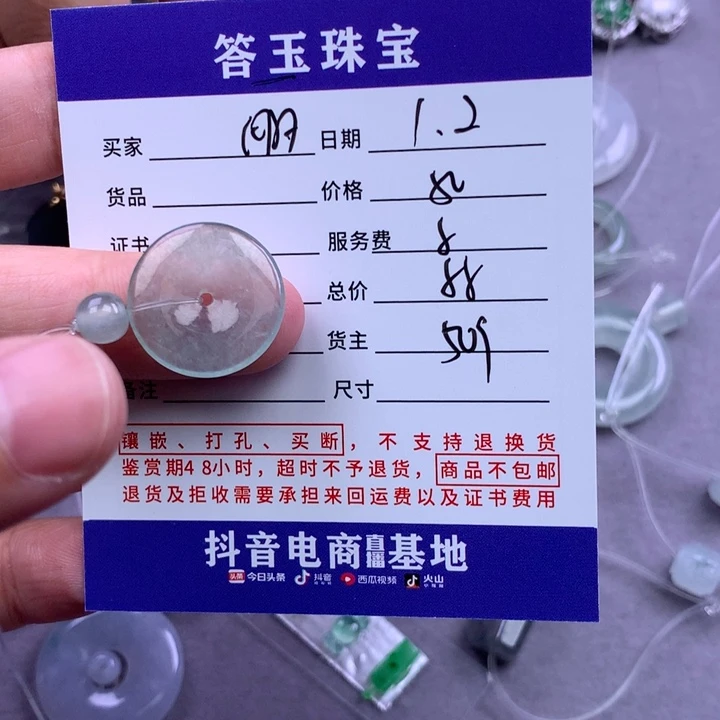 答玉珠宝
买家 日期 1.2
货品 价格 80
证书 服务费 8
总价 88
货主 509
备注 尺寸
镶嵌、打孔、买断，不支持退换货
鉴赏期48小时，超时不予退货，商品不包邮
退货及拒收需要承担来回运费以及证书费用
抖音电商直播基地
头条 今日头条 抖音 西瓜视频 火山